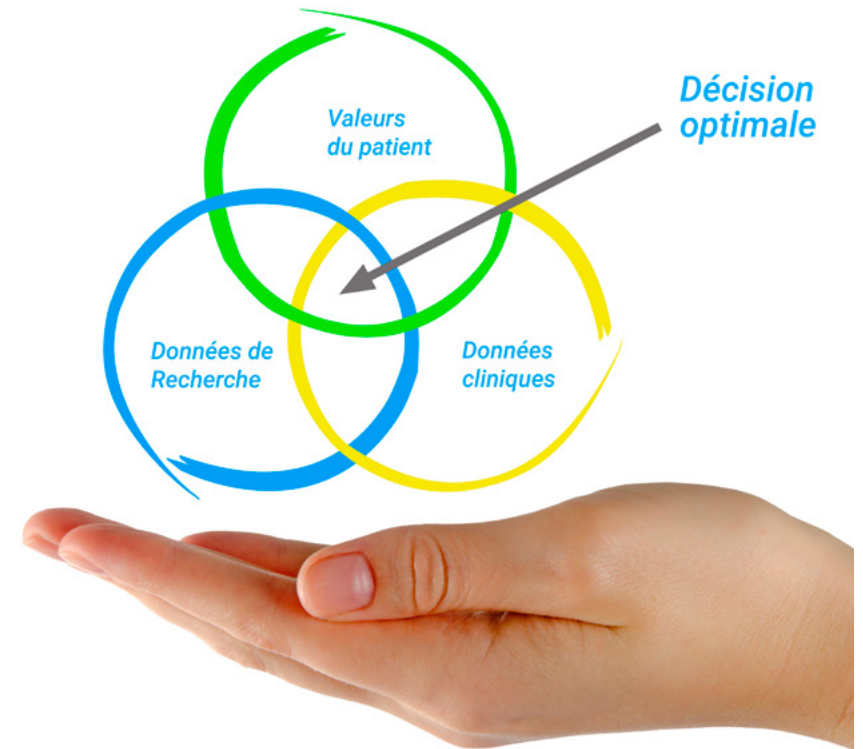 Valeurs
du patient
Décision
optimale
Données de
Recherche
Données
cliniques